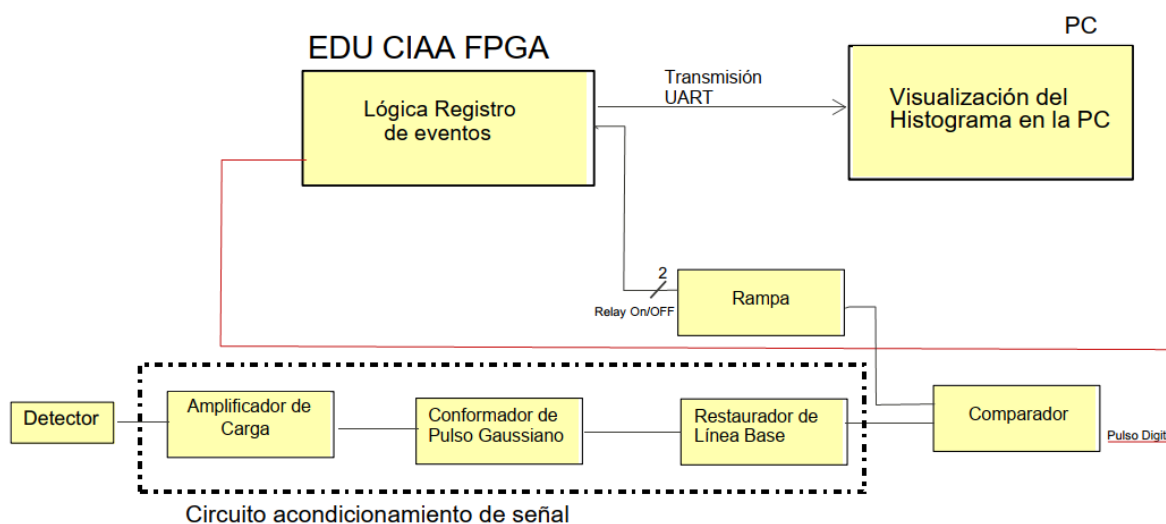 PC
EDU CIAA FPGA
Transmisión
UART
Lógica Registro
de eventos
Visualización del
Histograma en la PC
2
Rampa
Relay On/OFF
Detector
Amplificador de
Carga
Conformador de
Pulso Gaussiano
Restaurador de
Línea Base
Comparador
Pulso Digit
Circuito acondicionamiento de señal